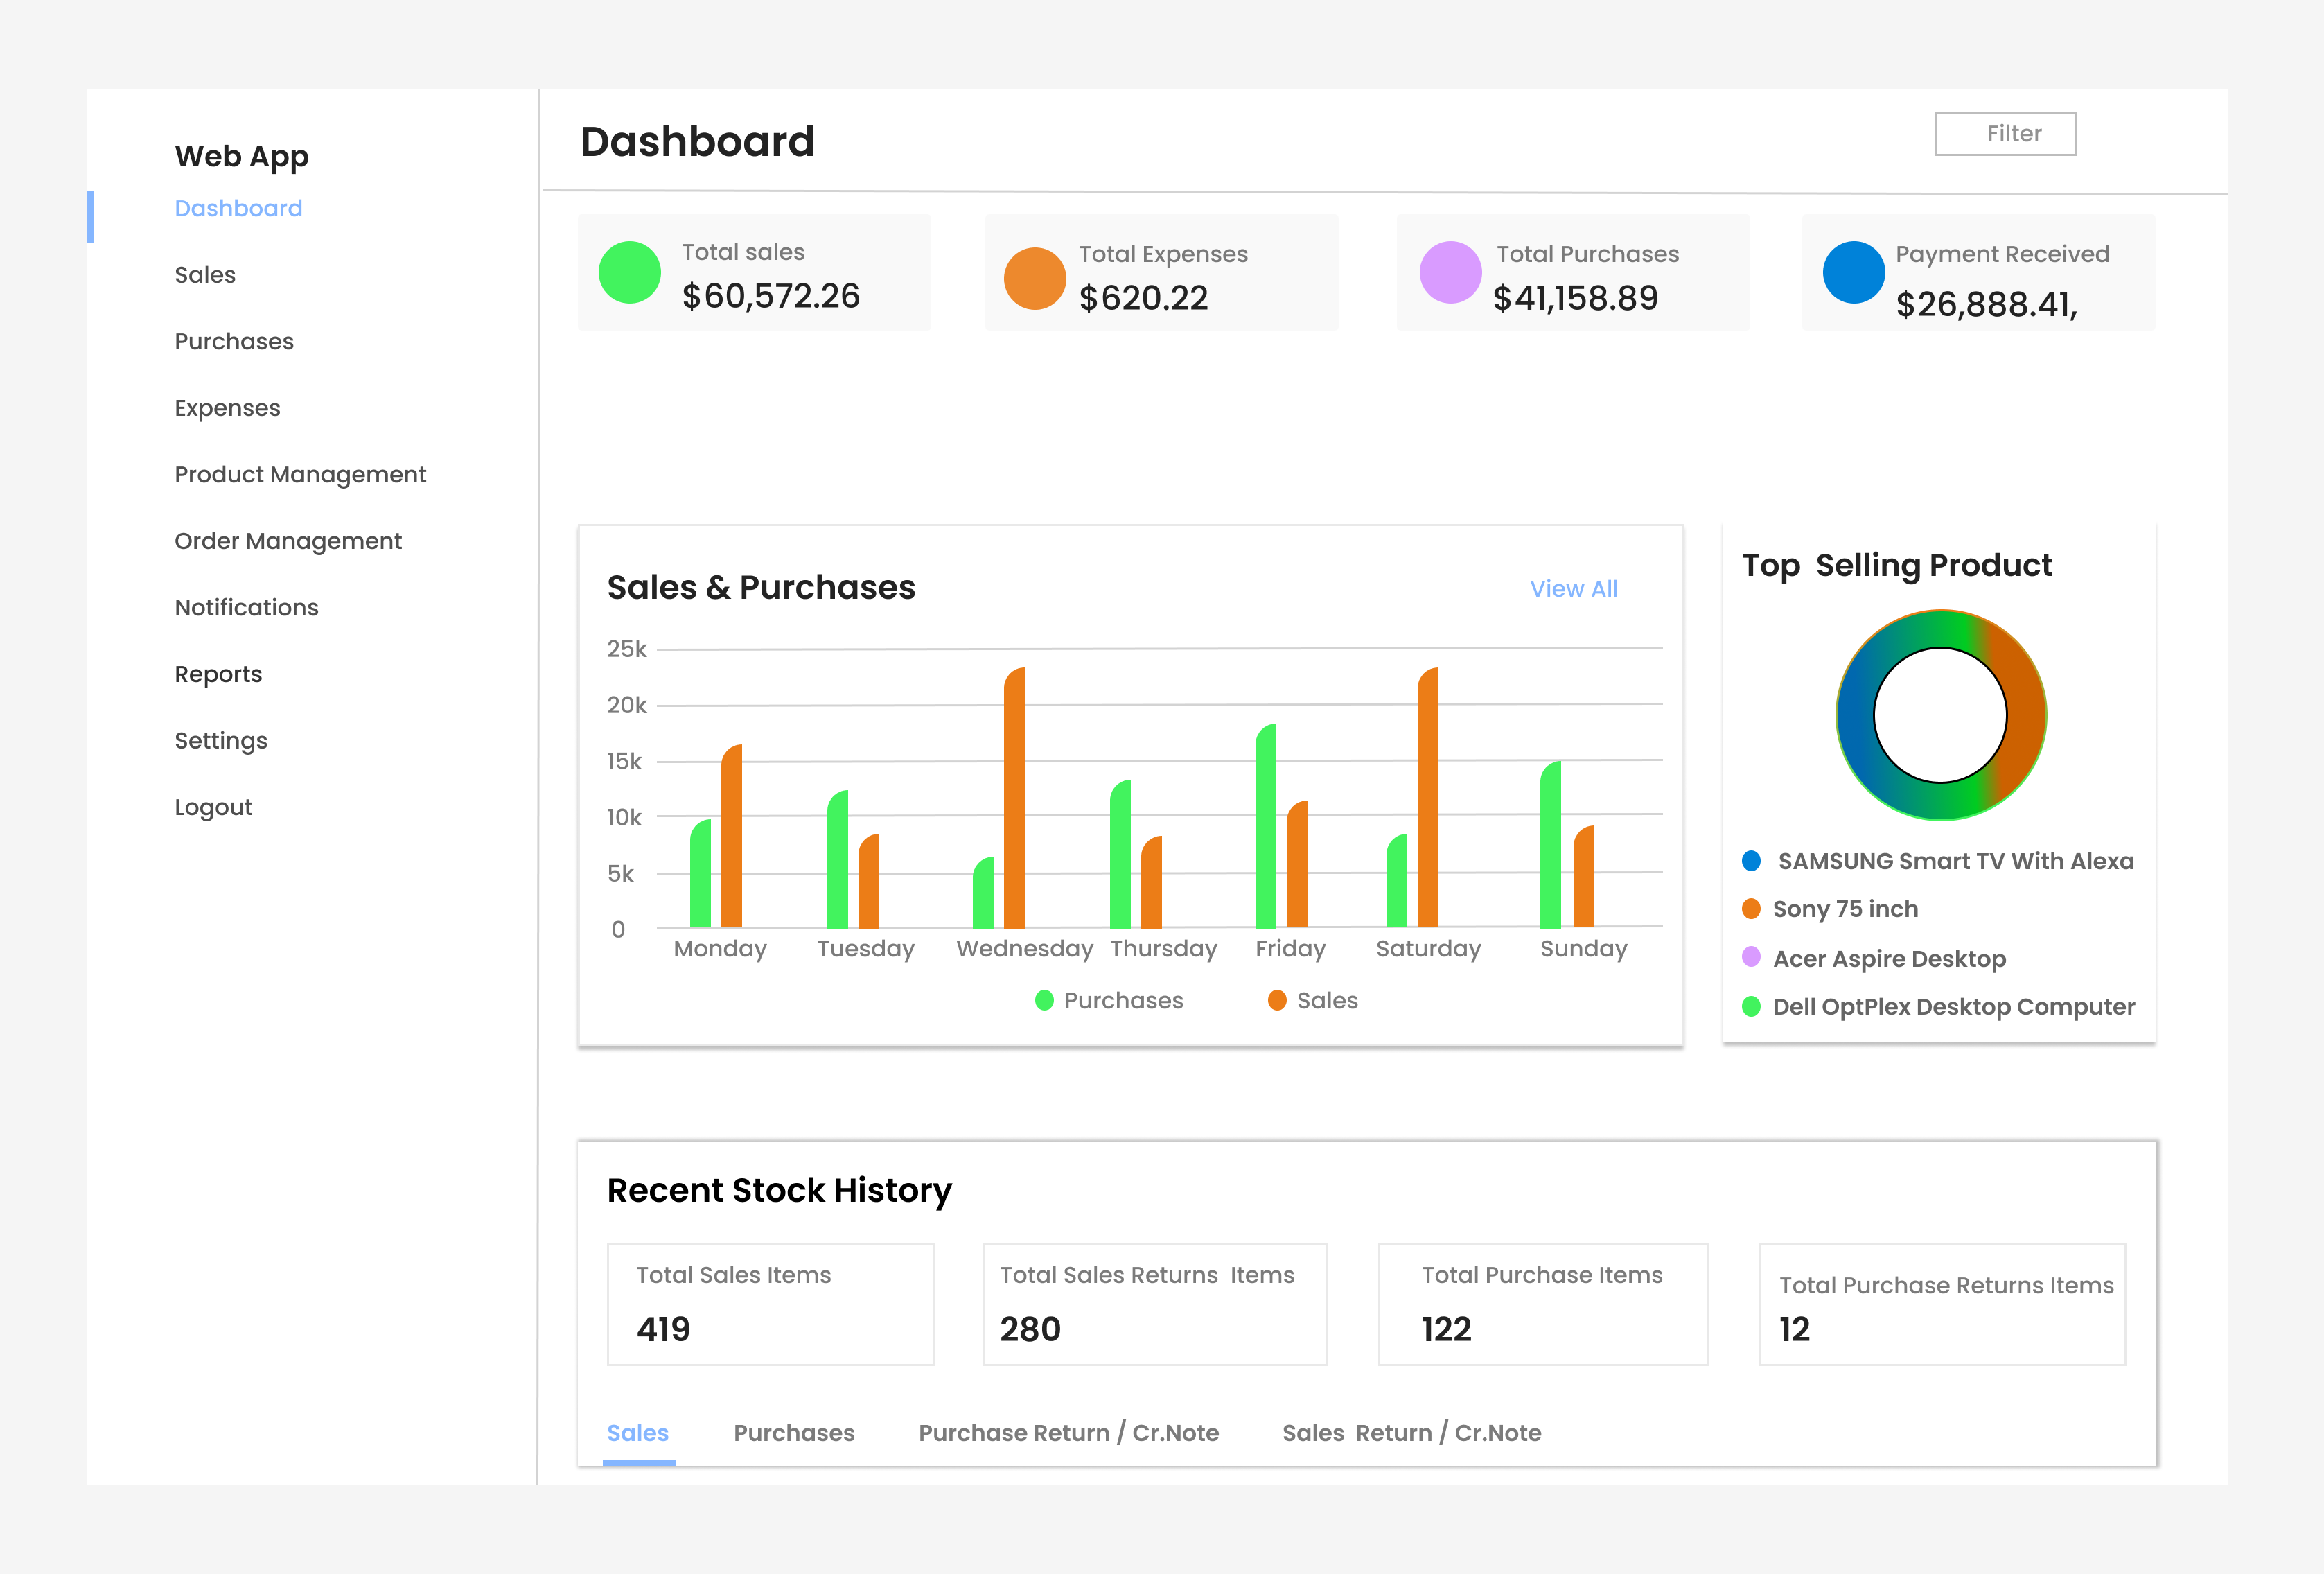 Web App
Dashboard
Sales
Purchases
Expenses
Product Management
Order Management
Notifications
Reports
Settings
Logout
Dashboard
Filter
Total sales
$60,572.26
Total Expenses
$620.22
Total Purchases
$41,158.89
Payment Received
$26,888.41,
Sales & Purchases
View All
25k
20k
15k
10k
5k
0
Monday Tuesday Wednesday Thursday Friday Saturday Sunday
Purchases Sales
Top Selling Product
SAMSUNG Smart TV With Alexa
Sony 75 inch
Acer Aspire Desktop
Dell OptPlex Desktop Computer
Recent Stock History
Total Sales Items
419
Total Sales Returns Items
280
Total Purchase Items
122
Total Purchase Returns Items
12
Sales Purchases Purchase Return / Cr.Note Sales Return / Cr.Note